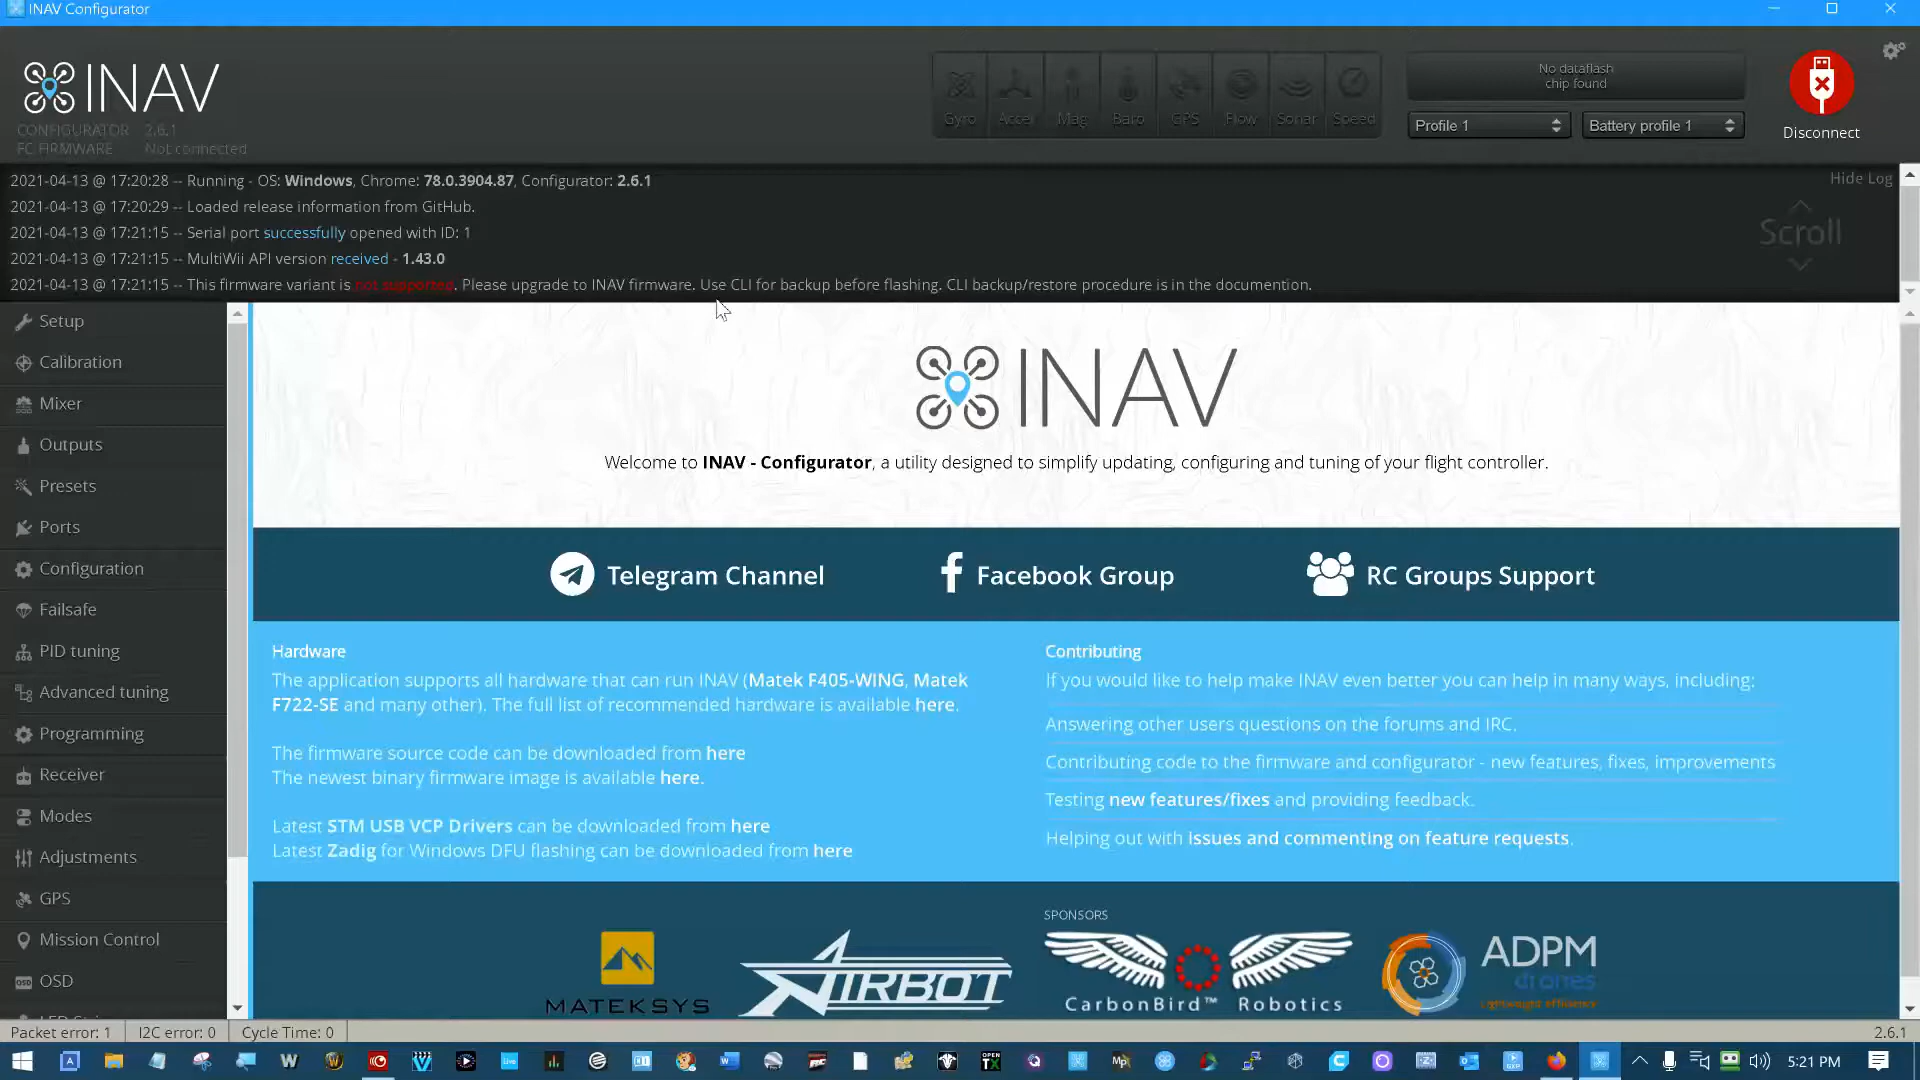 INAV Configurator
INAV
CONFIGURATOR 2.6.1
FC FIRMWARE Not connected
Gyro Accel Mag Baro GPS Flow Sonar Speed
No dataflash
chip found
Profile 1
Battery profile 1
Disconnect
2021-04-13 @ 17:20:28 -- Running - OS: Windows, Chrome: 78.0.3904.87, Configurator: 2.6.1
2021-04-13 @ 17:20:29 -- Loaded release information from GitHub.
2021-04-13 @ 17:21:15 -- Serial port successfully opened with ID: 1
2021-04-13 @ 17:21:15 -- MultiWii API version received - 1.43.0
2021-04-13 @ 17:21:15 -- This firmware variant is not supported. Please upgrade to INAV firmware. Use CLI for backup before flashing. CLI backup/restore procedure is in the documention.
Hide Log
Scroll
Setup
Calibration
Mixer
Outputs
Presets
Ports
Configuration
Failsafe
PID tuning
Advanced tuning
Programming
Receiver
Modes
Adjustments
GPS
Mission Control
OSD
INAV
Welcome to INAV - Configurator, a utility designed to simplify updating, configuring and tuning of your flight controller.
Telegram Channel
Facebook Group
RC Groups Support
Hardware
The application supports all hardware that can run INAV (Matek F405-WING, Matek
F722-SE and many other). The full list of recommended hardware is available here.
The firmware source code can be downloaded from here
The newest binary firmware image is available here.
Latest STM USB VCP Drivers can be downloaded from here
Latest Zadig for Windows DFU flashing can be downloaded from here
Contributing
If you would like to help make INAV even better you can help in many ways, including:
Answering other users questions on the forums and IRC.
Contributing code to the firmware and configurator - new features, fixes, improvements
Testing new features/fixes and providing feedback.
Helping out with issues and commenting on feature requests.
SPONSORS
MATEKSYS
AIRBOT
CarbonBird™ Robotics
ADPM
drones
Lightweight efficiency
Packet error: 1
I2C error: 0
Cycle Time: 0
2.6.1
5:21 PM